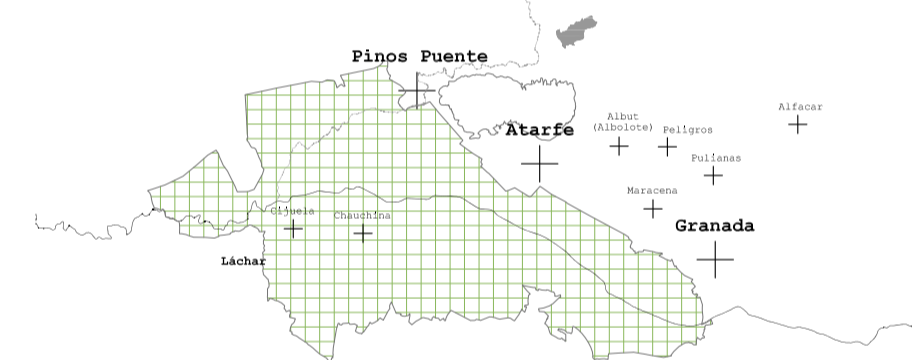 Pinos Puente
Alfacar
Albut
(Albolote)
Peligros
Atarfe
Pulianas
Maracena
Cijuela
Chauchina
Granada
Láchar